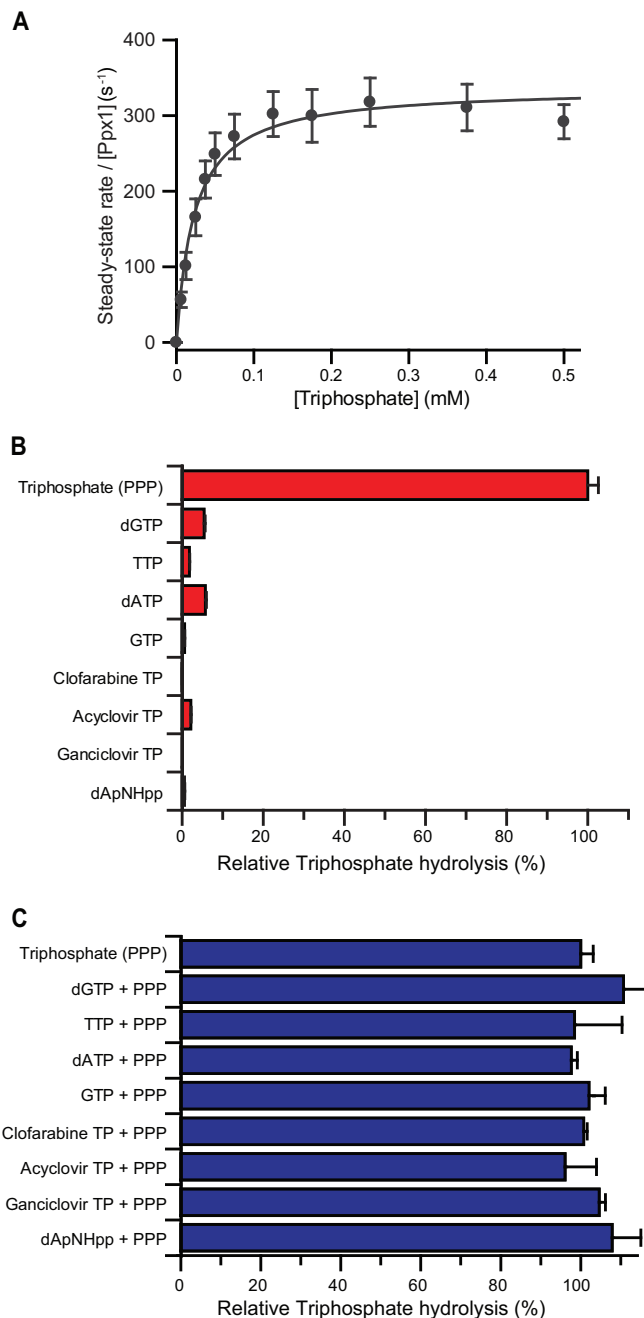 A
Steady-state rate / [Ppx1] (s⁻¹)
400
300
200
100
0
0 0.1 0.2 0.3 0.4 0.5
[Triphosphate] (mM)
B
Triphosphate (PPP)
dGTP
TTP
dATP
GTP
Clofarabine TP
Acyclovir TP
Ganciclovir TP
dApNHpp
0 20 40 60 80 100
Relative Triphosphate hydrolysis (%)
C
Triphosphate (PPP)
dGTP + PPP
TTP + PPP
dATP + PPP
GTP + PPP
Clofarabine TP + PPP
Acyclovir TP + PPP
Ganciclovir TP + PPP
dApNHpp + PPP
0 20 40 60 80 100
Relative Triphosphate hydrolysis (%)